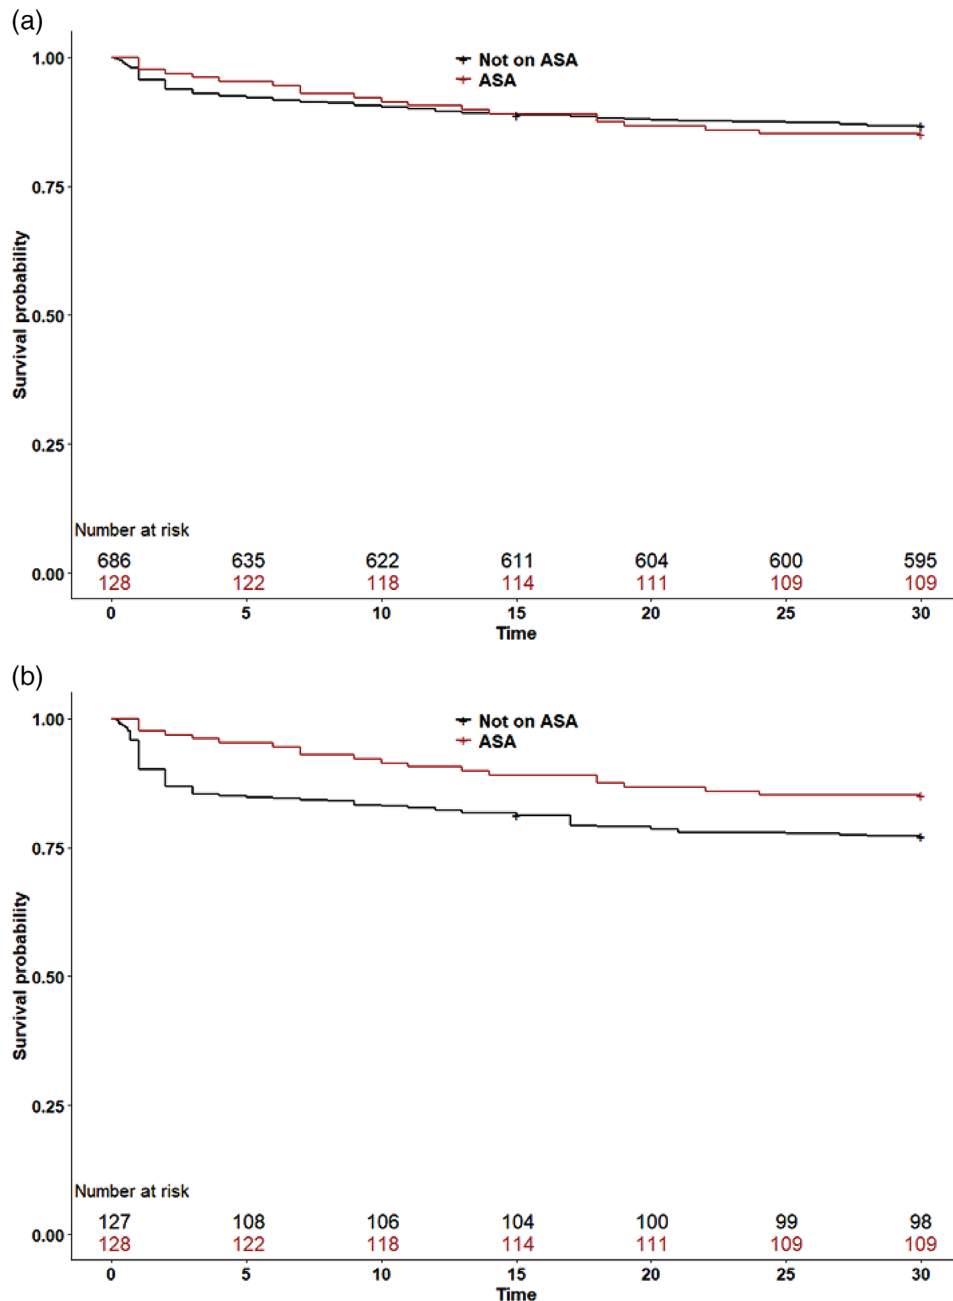 (a)
Survival probability
1.00
0.75
0.50
0.25
0.00
Not on ASA
ASA
Number at risk
686 635 622 611 604 600 595
128 122 118 114 111 109 109
0 5 10 15 20 25 30
Time
(b)
Survival probability
1.00
0.75
0.50
0.25
0.00
Not on ASA
ASA
Number at risk
127 108 106 104 100 99 98
128 122 118 114 111 109 109
0 5 10 15 20 25 30
Time